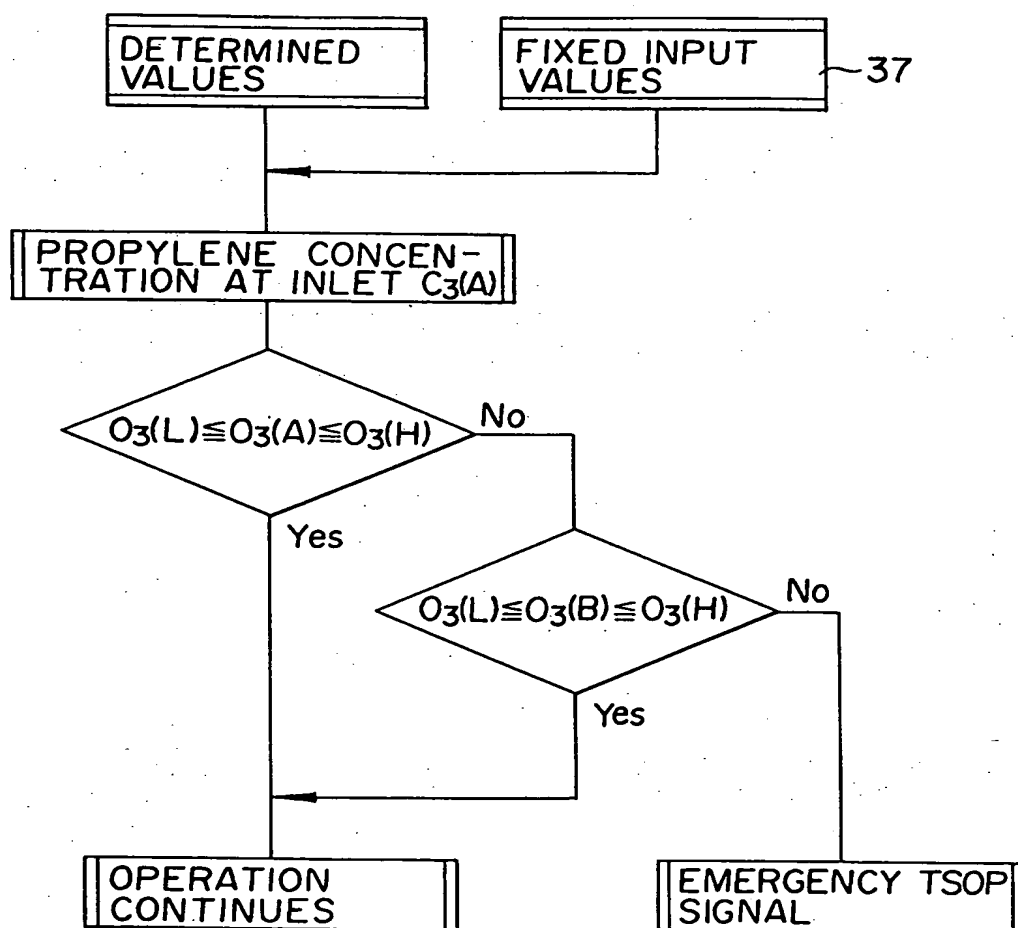 DETERMINED
VALUES
FIXED INPUT
VALUES
37
PROPYLENE CONCEN-
TRATION AT INLET C3(A)
O3(L)≦O3(A)≦O3(H)
No
Yes
O3(L)≦O3(B)≦O3(H)
No
Yes
OPERATION
CONTINUES
EMERGENCY TSOP
SIGNAL